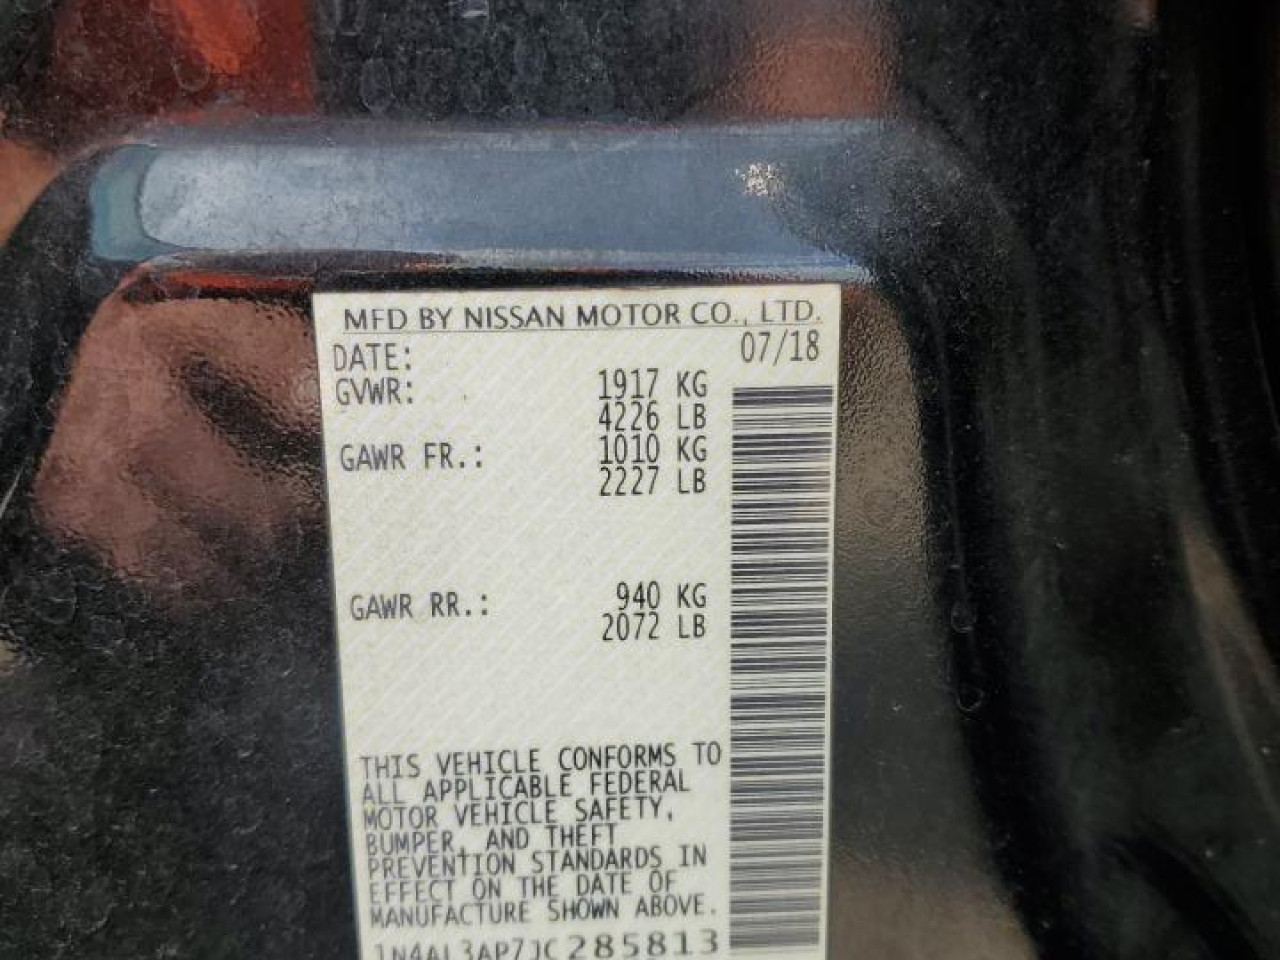 MFD BY NISSAN MOTOR CO., LTD.
DATE: 07/18
GVWR: 1917 KG
4226 LB
GAWR FR.: 1010 KG
2227 LB
GAWR RR.: 940 KG
2072 LB
THIS VEHICLE CONFORMS TO
ALL APPLICABLE FEDERAL
MOTOR VEHICLE SAFETY,
BUMPER, AND THEFT
PREVENTION STANDARDS IN
EFFECT ON THE DATE OF
MANUFACTURE SHOWN ABOVE.
1N4AL3AP7JC285813